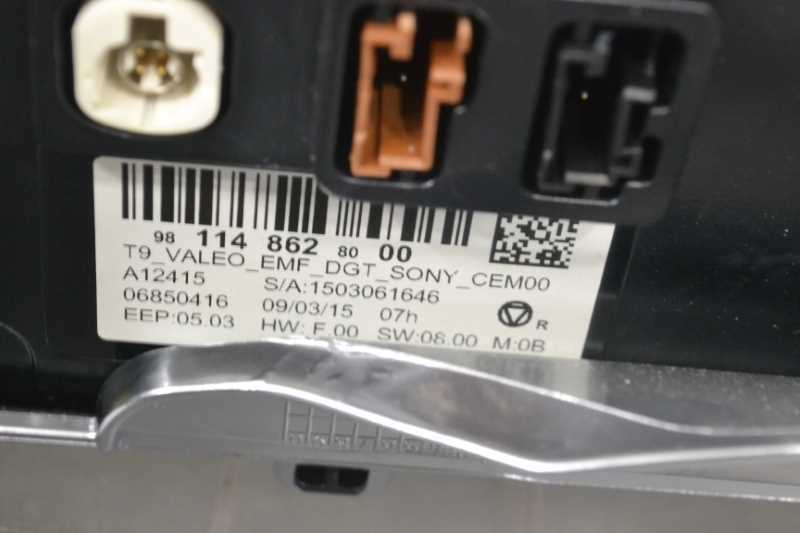 98 114 862 80 00
T9_VALEO_EMF_DGT_SONY_CEM00
A12415 S/A:1503061646
06850416 09/03/15 07h
EEP:05.03 HW: F.00 SW:08.00 M:0B
R